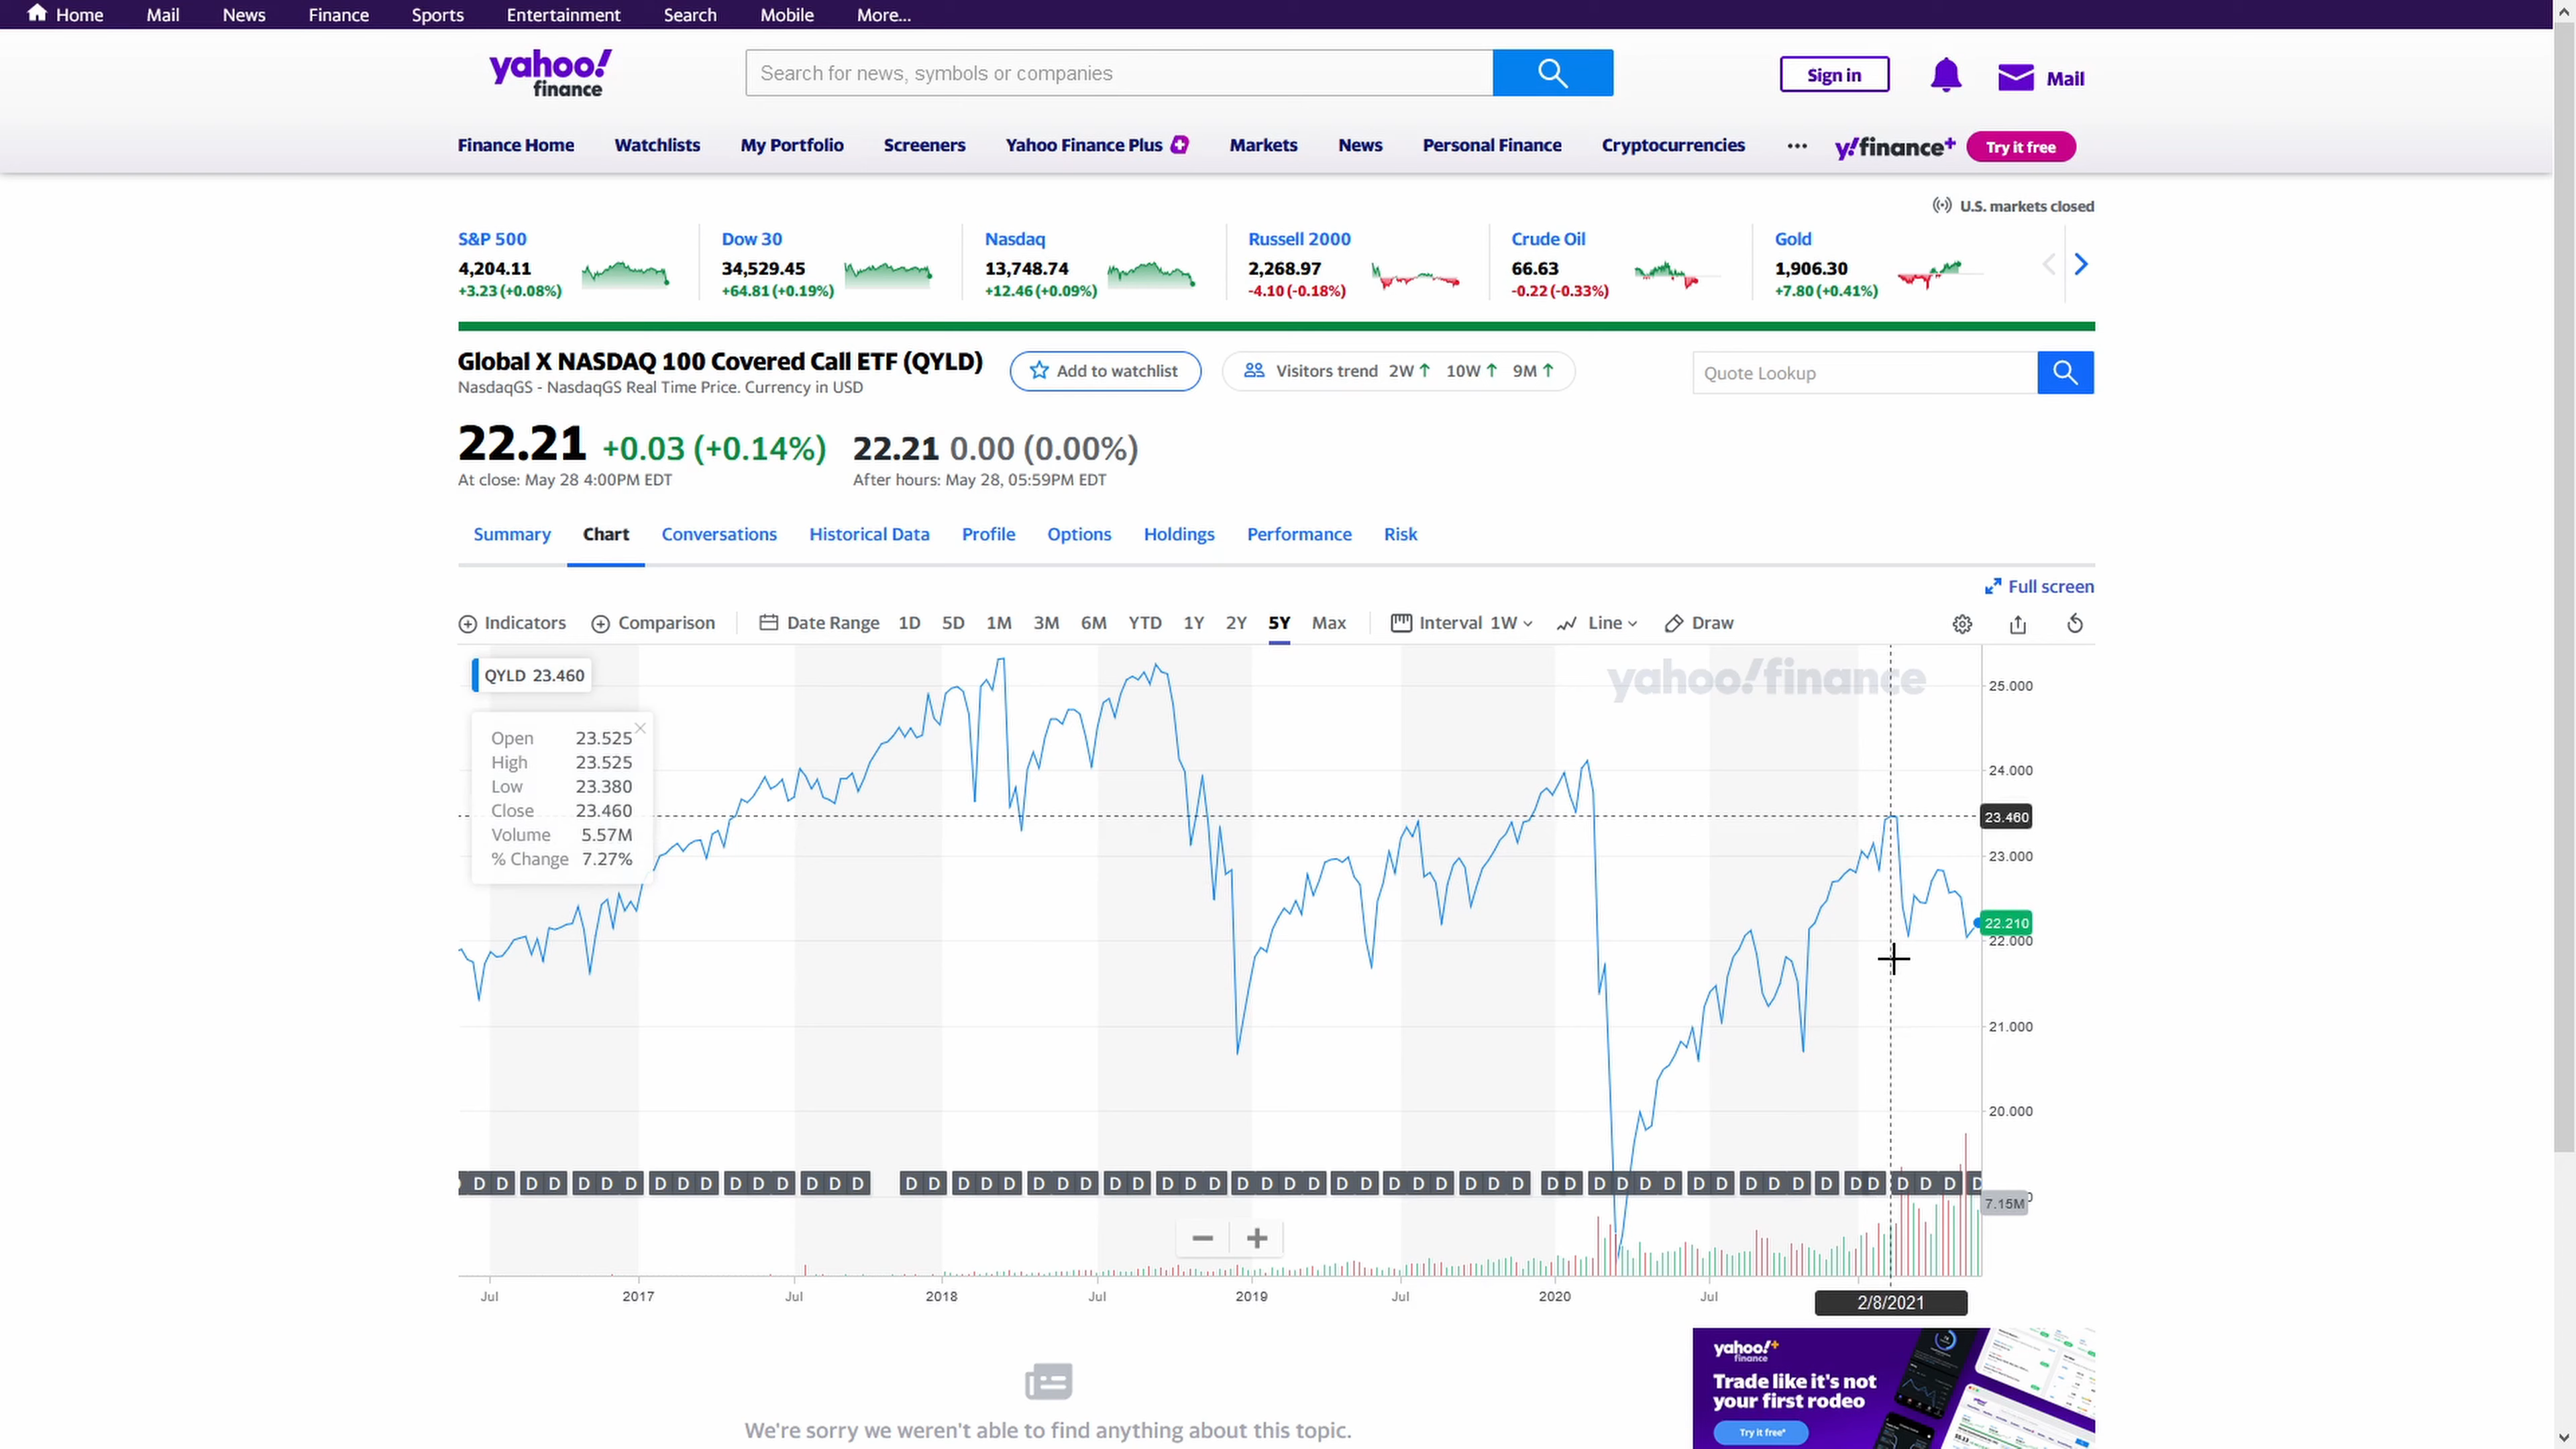 Home Mail News Finance Sports Entertainment Search Mobile More...
yahoo! finance
Search for news, symbols or companies
Sign in
Mail
Finance Home Watchlists My Portfolio Screeners Yahoo Finance Plus Markets News Personal Finance Cryptocurrencies ... y!finance+ Try it free
U.S. markets closed
S&P 500 Dow 30 Nasdaq Russell 2000 Crude Oil Gold
4,204.11 34,529.45 13,748.74 2,268.97 66.63 1,906.30
+3.23 (+0.08%) +64.81 (+0.19%) +12.46 (+0.09%) -4.10 (-0.18%) -0.22 (-0.33%) +7.80 (+0.41%)
Global X NASDAQ 100 Covered Call ETF (QYLD) Add to watchlist Visitors trend 2W↑ 10W↑ 9M↑ Quote Lookup
NasdaqGS - NasdaqGS Real Time Price. Currency in USD
22.21 +0.03 (+0.14%) 22.21 0.00 (0.00%)
At close: May 28 4:00PM EDT After hours: May 28, 05:59PM EDT
Summary Chart Conversations Historical Data Profile Options Holdings Performance Risk
Full screen
Indicators Comparison Date Range 1D 5D 1M 3M 6M YTD 1Y 2Y 5Y Max Interval 1W Line Draw
QYLD 23.460
yahoo!finance
Open 23.525
High 23.525
Low 23.380
Close 23.460
Volume 5.57M
% Change 7.27%
25.000
24.000
23.460
23.000
22.210
22.000
21.000
20.000
D D D D D D D D D D D D D D D D D D D D D D D D D D D D D D D D D D D D D D D D D D D D D D D D D D D D D D D D D D
7.15M
Jul 2017 Jul 2018 Jul 2019 Jul 2020 Jul 2/8/2021
We're sorry we weren't able to find anything about this topic.
yahoo!+
finance
Trade like it's not
your first rodeo
Try it free*